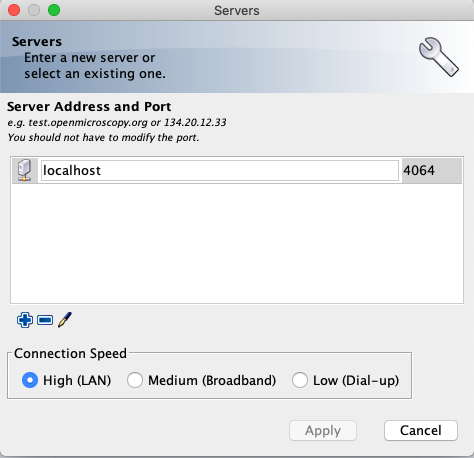 Servers
Servers
Enter a new server or
select an existing one.
Server Address and Port
e.g. test.openmicroscopy.org or 134.20.12.33
You should not have to modify the port.
localhost 4064
Connection Speed
High (LAN) Medium (Broadband) Low (Dial-up)
Apply Cancel